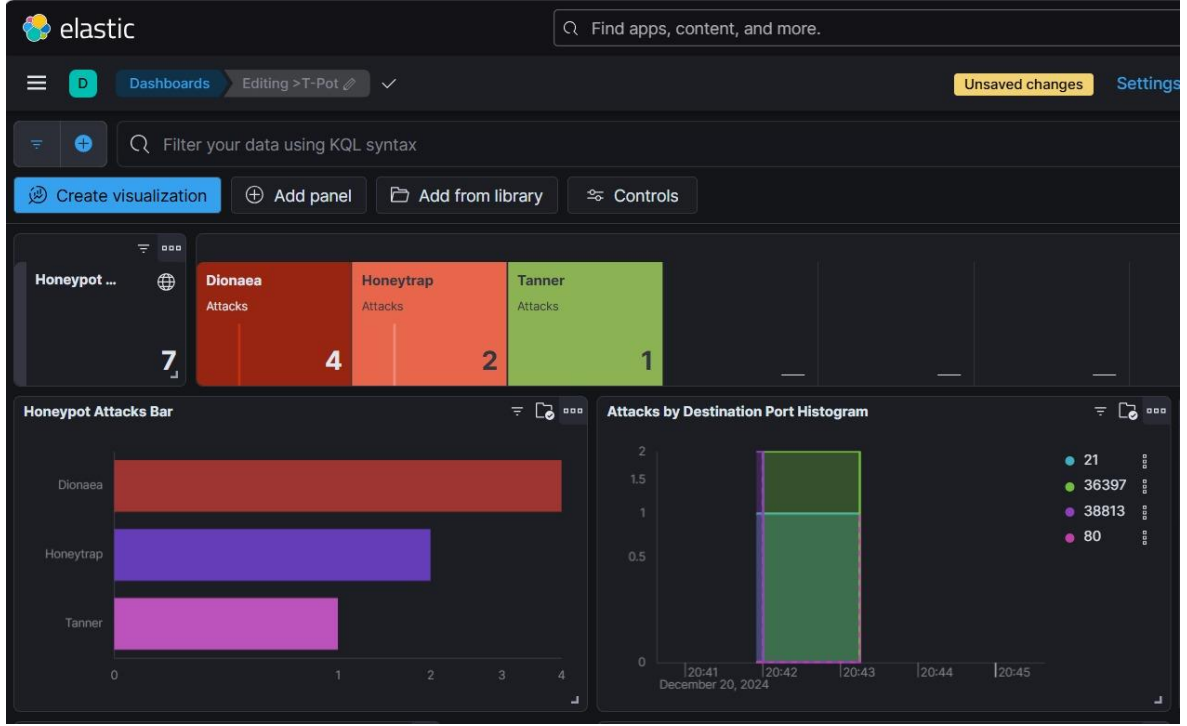 elastic
Find apps, content, and more.
D
Dashboards
Editing >T-Pot
Unsaved changes
Settings
Filter your data using KQL syntax
Create visualization
Add panel
Add from library
Controls
Honeypot ...
7
Dionaea
Attacks
4
Honeytrap
Attacks
2
Tanner
Attacks
1
Honeypot Attacks Bar
Dionaea
Honeytrap
Tanner
0 1 2 3 4
Attacks by Destination Port Histogram
2
1.5
1
0.5
0
20:41 20:42 20:43 20:44 20:45
December 20, 2024
21
36397
38813
80